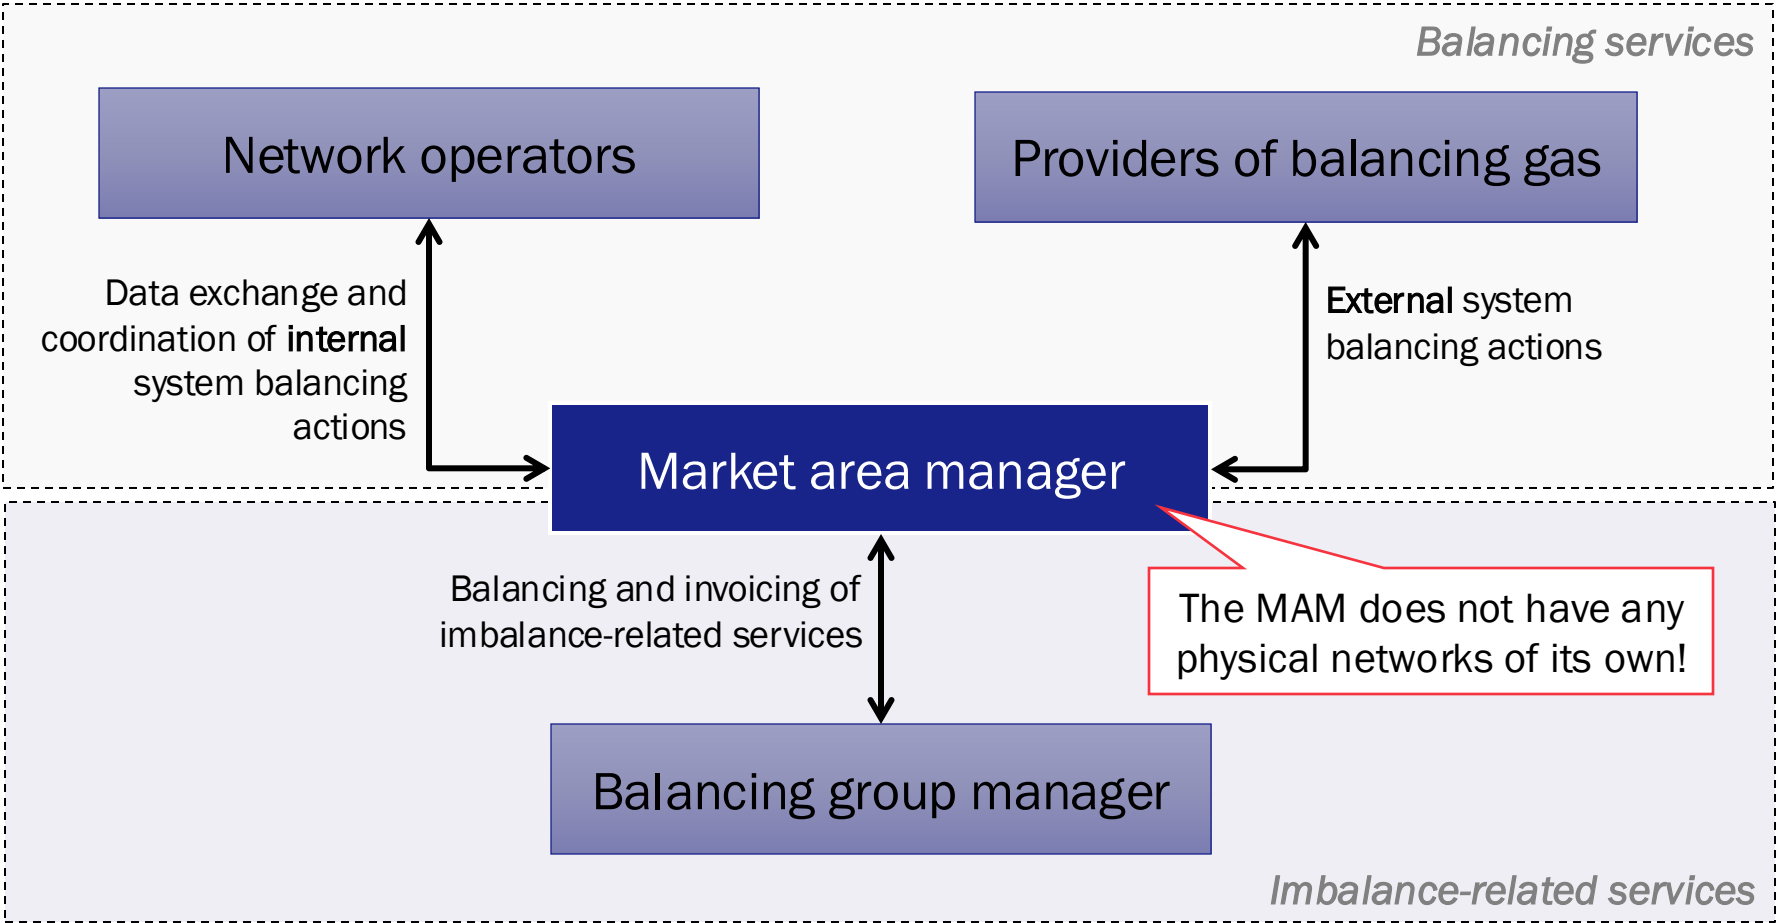 Balancing services
Network operators
Providers of balancing gas
Data exchange and
coordination of internal
system balancing
actions
External system
balancing actions
Market area manager
Balancing and invoicing of
imbalance-related services
The MAM does not have any
physical networks of its own!
Balancing group manager
Imbalance-related services